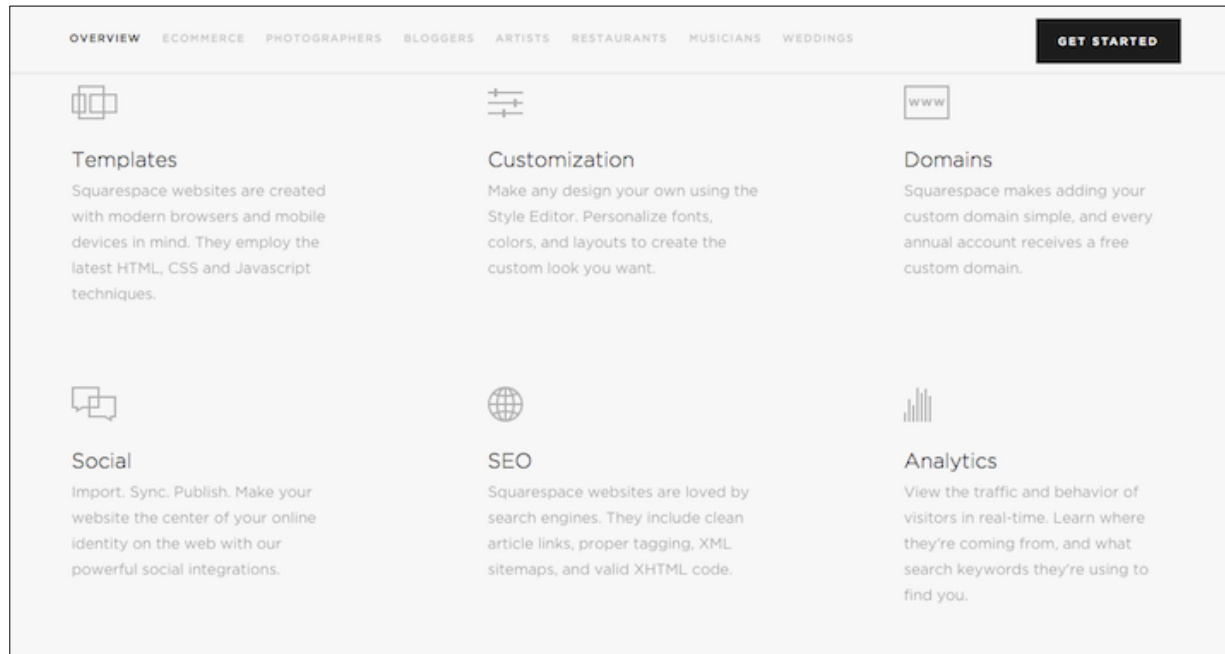 OVERVIEW ECOMMERCE PHOTOGRAPHERS BLOGGERS ARTISTS RESTAURANTS MUSICIANS WEDDINGS GET STARTED
Templates
Squarespace websites are created
with modern browsers and mobile
devices in mind. They employ the
latest HTML, CSS and Javascript
techniques.
Customization
Make any design your own using the
Style Editor. Personalize fonts,
colors, and layouts to create the
custom look you want.
WWW
Domains
Squarespace makes adding your
custom domain simple, and every
annual account receives a free
custom domain.
Social
Import. Sync. Publish. Make your
website the center of your online
identity on the web with our
powerful social integrations.
SEO
Squarespace websites are loved by
search engines. They include clean
article links, proper tagging, XML
sitemaps, and valid XHTML code.
Analytics
View the traffic and behavior of
visitors in real-time. Learn where
they're coming from, and what
search keywords they're using to
find you.